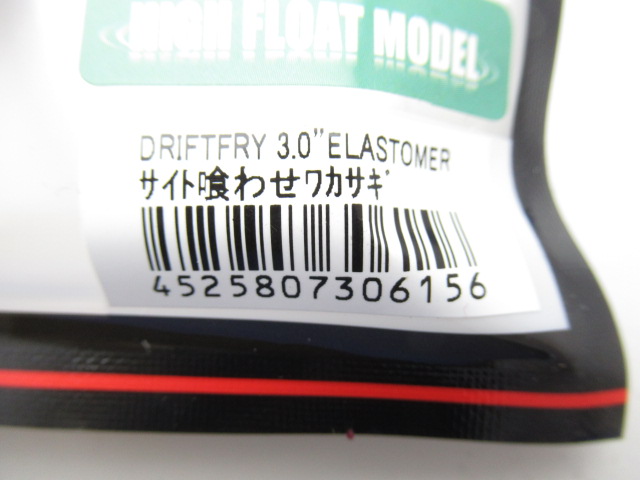 HIGH FLOAT MODEL
DRIFTFRY 3.0”ELASTOMER
ｻｲﾄ喰わせﾜｶｻｷﾞ
4525807306156